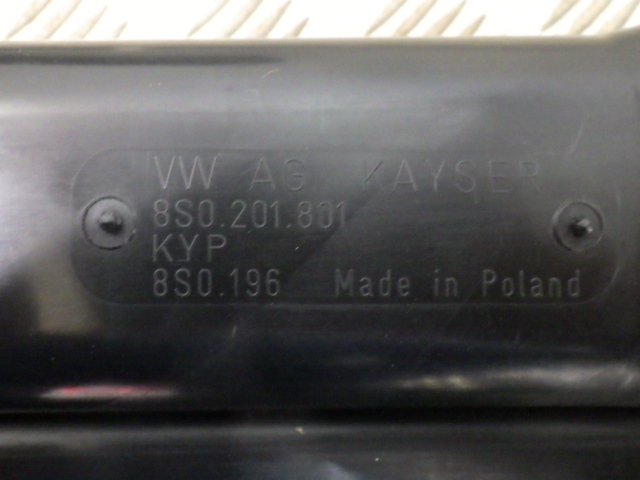 VW AG KAYSER
8S0.201.801
KYP
8S0.196 Made in Poland